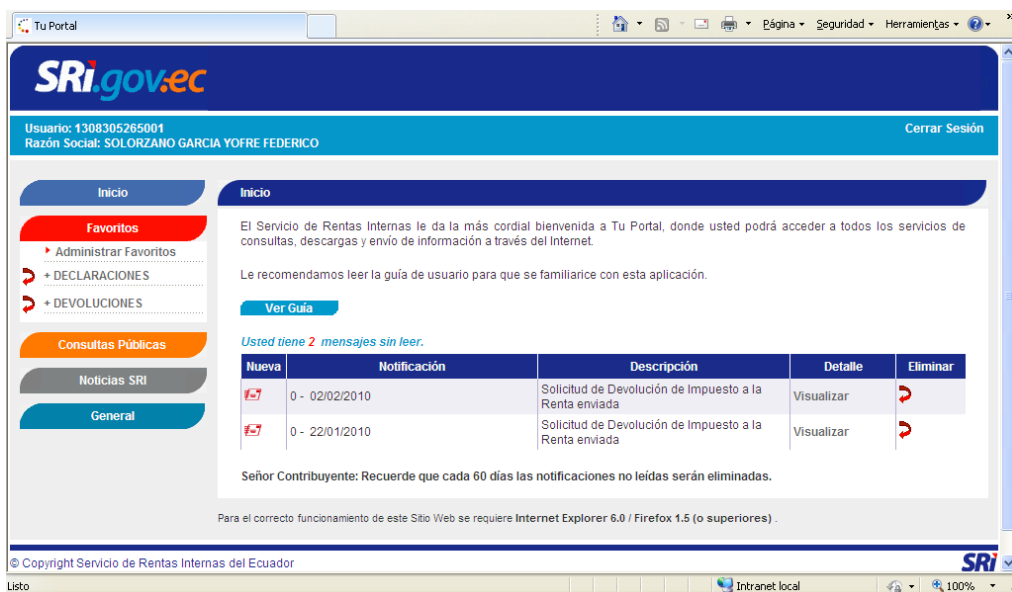 Tu Portal
Página Seguridad Herramientas
SRi.gov.ec
Usuario: 1308305265001
Cerrar Sesión
Razón Social: SOLORZANO GARCIA YOFRE FEDERICO
Inicio
Favoritos
Administrar Favoritos
+ DECLARACIONES
+ DEVOLUCIONES
Consultas Públicas
Noticias SRI
General
Inicio
El Servicio de Rentas Internas le da la más cordial bienvenida a Tu Portal, donde usted podrá acceder a todos los servicios de
consultas, descargas y envío de información a través del Internet.
Le recomendamos leer la guía de usuario para que se familiarice con esta aplicación.
Ver Guía
Usted tiene 2 mensajes sin leer.
Nueva Notificación Descripción Detalle Eliminar
0 - 02/02/2010 Solicitud de Devolución de Impuesto a la Visualizar
Renta enviada
0 - 22/01/2010 Solicitud de Devolución de Impuesto a la Visualizar
Renta enviada
Señor Contribuyente: Recuerde que cada 60 días las notificaciones no leídas serán eliminadas.
Para el correcto funcionamiento de este Sitio Web se requiere Internet Explorer 6.0 / Firefox 1.5 (o superiores) .
© Copyright Servicio de Rentas Internas del Ecuador
SRi
Listo
Intranet local
100%